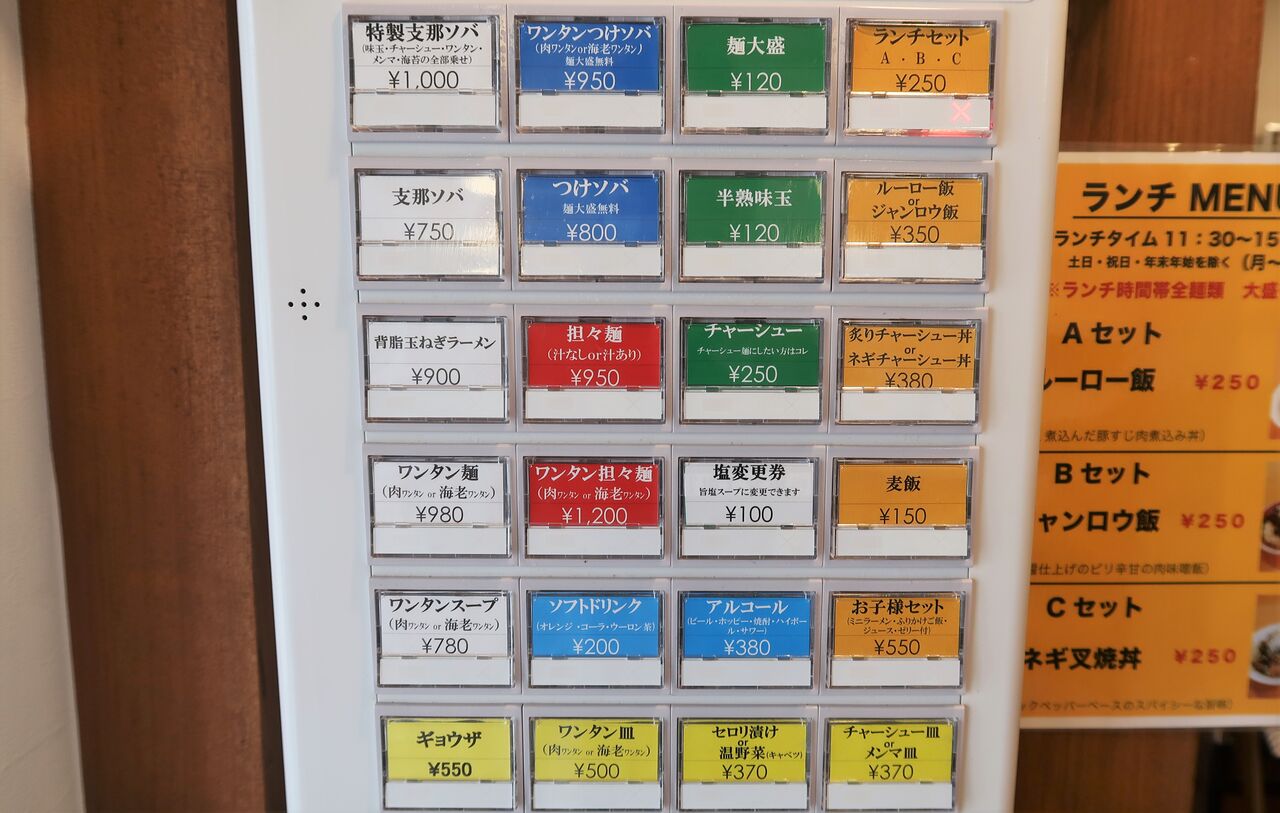 特製支那ソバ
(味玉・チャーシュー・ワンタン・
メンマ・海苔の全部乗せ)
¥1,000
ワンタンつけソバ
(肉ワンタンor海老ワンタン)
麺大盛無料
¥950
麺大盛
¥120
ランチセット
A・B・C
¥250
×
支那ソバ
¥750
つけソバ
麺大盛無料
¥800
半熟味玉
¥120
ルーロー飯
or
ジャンロウ飯
¥350
背脂玉ねぎラーメン
¥900
担々麺
(汁なしor汁あり)
¥950
チャーシュー
チャーシュー麺にしたい方はコレ
¥250
炙りチャーシュー丼
or
ネギチャーシュー丼
¥380
ワンタン麺
(肉ワンタン or 海老ワンタン)
¥980
ワンタン担々麺
(肉ワンタン or 海老ワンタン)
¥1,200
塩変更券
旨塩スープに変更できます
¥100
麦飯
¥150
ワンタンスープ
(肉ワンタン or 海老ワンタン)
¥780
ソフトドリンク
(オレンジ・コーラ・ウーロン茶)
¥200
アルコール
(ビール・ホッピー・焼酎・ハイボー
ル・サワー)
¥380
お子様セット
(ミニラーメン・ふりかけご飯・
ジュース・ゼリー付)
¥550
ギョウザ
¥550
ワンタン皿
(肉ワンタン or 海老ワンタン)
¥500
セロリ漬け
or
温野菜(キャベツ)
¥370
チャーシュー皿
or
メンマ皿
¥370
ランチ MEN
ランチタイム 11：30〜15
土日・祝日・年末年始を除く (月〜
※ランチ時間帯全麺類 大盛
Aセット
ルーロー飯 ¥250
煮込んだ豚すじ肉煮込み丼)
Bセット
ャンロウ飯 ¥250
仕上げのピリ辛甘の肉味噌飯)
Cセット
ネギ叉焼丼 ¥250
ックペッパーベースのスパイシーな